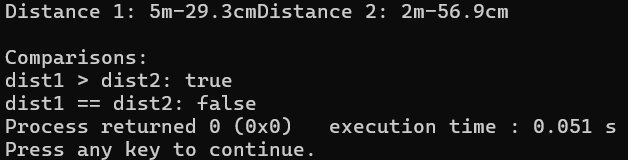 Distance 1: 5m-29.3cmDistance 2: 2m-56.9cm
Comparisons:
dist1 > dist2: true
dist1 == dist2: false
Process returned 0 (0x0)   execution time : 0.051 s
Press any key to continue.